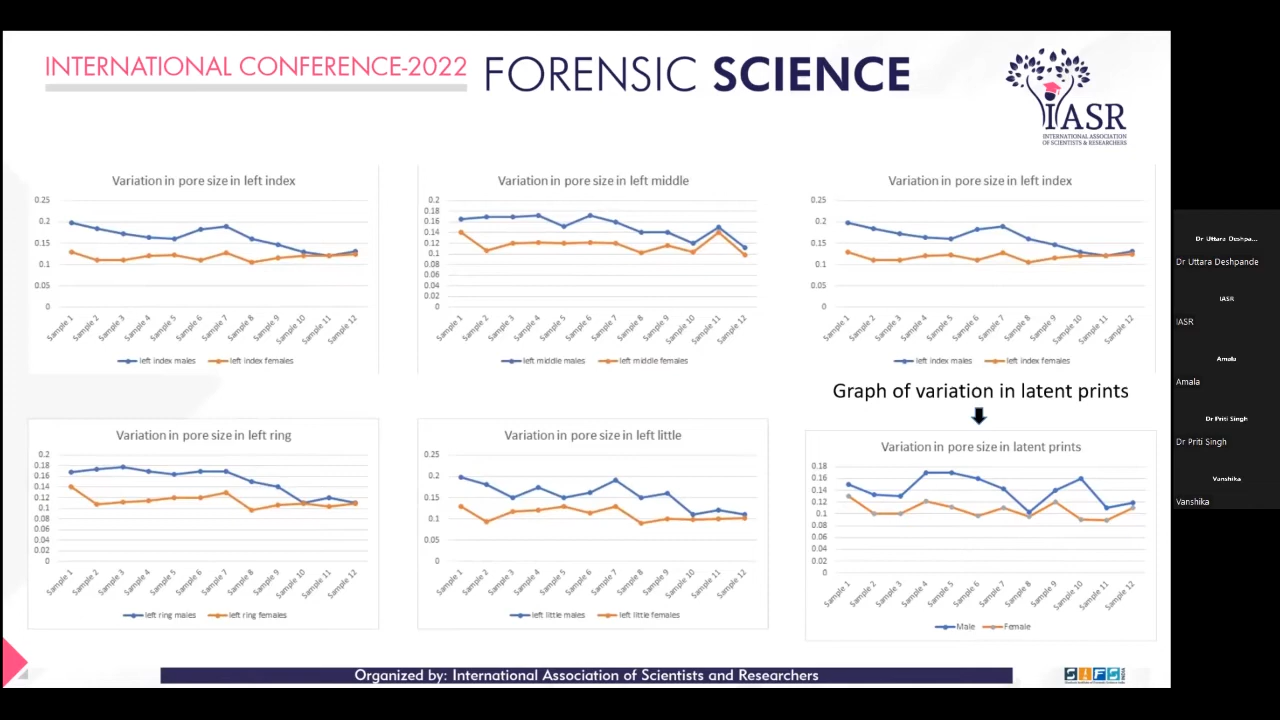 INTERNATIONAL CONFERENCE-2022 FORENSIC SCIENCE
IASR
INTERNATIONAL ASSOCIATION
OF SCIENTISTS & RESEARCHERS
Variation in pore size in left index
0.25
0.2
0.15
0.1
0.05
0
Sample 1 Sample 2 Sample 3 Sample 4 Sample 5 Sample 6 Sample 7 Sample 8 Sample 9 Sample 10 Sample 11 Sample 12
left index males left index females
Variation in pore size in left middle
0.2
0.18
0.16
0.14
0.12
0.1
0.08
0.06
0.04
0.02
0
Sample 1 Sample 2 Sample 3 Sample 4 Sample 5 Sample 6 Sample 7 Sample 8 Sample 9 Sample 10 Sample 11 Sample 12
left middle males left middle females
Variation in pore size in left index
0.25
0.2
0.15
0.1
0.05
0
Sample 1 Sample 2 Sample 3 Sample 4 Sample 5 Sample 6 Sample 7 Sample 8 Sample 9 Sample 10 Sample 11 Sample 12
left index males left index females
Variation in pore size in left ring
0.2
0.18
0.16
0.14
0.12
0.1
0.08
0.06
0.04
0.02
0
Sample 1 Sample 2 Sample 3 Sample 4 Sample 5 Sample 6 Sample 7 Sample 8 Sample 9 Sample 10 Sample 11 Sample 12
left ring males left ring females
Variation in pore size in left little
0.25
0.2
0.15
0.1
0.05
0
Sample 1 Sample 2 Sample 3 Sample 4 Sample 5 Sample 6 Sample 7 Sample 8 Sample 9 Sample 10 Sample 11 Sample 12
left little males left little females
Graph of variation in latent prints
Variation in pore size in latent prints
0.18
0.16
0.14
0.12
0.1
0.08
0.06
0.04
0.02
0
Sample 1 Sample 2 Sample 3 Sample 4 Sample 5 Sample 6 Sample 7 Sample 8 Sample 9 Sample 10 Sample 11 Sample 12
Male Female
Organized by: International Association of Scientists and Researchers
SIFS
INDIA
Dr Uttara Deshpa...
Dr Uttara Deshpande
IASR
IASR
Amala
Amala
Dr Priti Singh
Dr Priti Singh
Vanshika
Vanshika